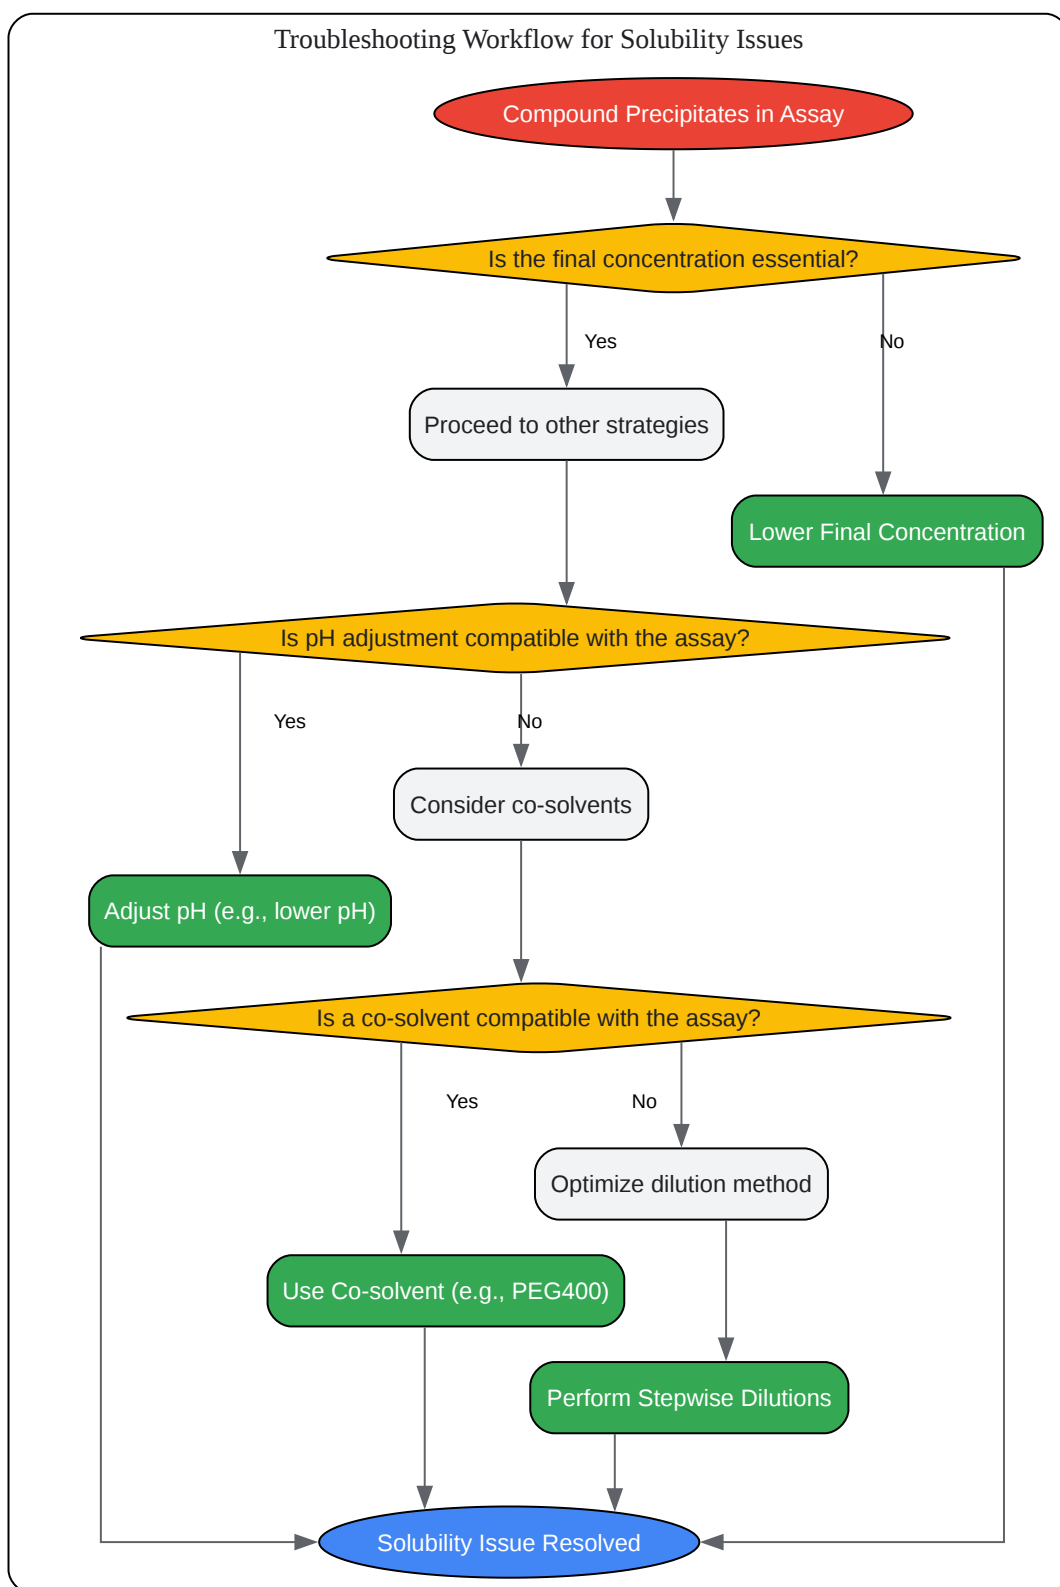 Troubleshooting Workflow for Solubility Issues
Compound Precipitates in Assay
Is the final concentration essential?
Yes
No
Proceed to other strategies
Lower Final Concentration
Is pH adjustment compatible with the assay?
Yes
No
Consider co-solvents
Adjust pH (e.g., lower pH)
Is a co-solvent compatible with the assay?
Yes
No
Optimize dilution method
Use Co-solvent (e.g., PEG400)
Perform Stepwise Dilutions
Solubility Issue Resolved